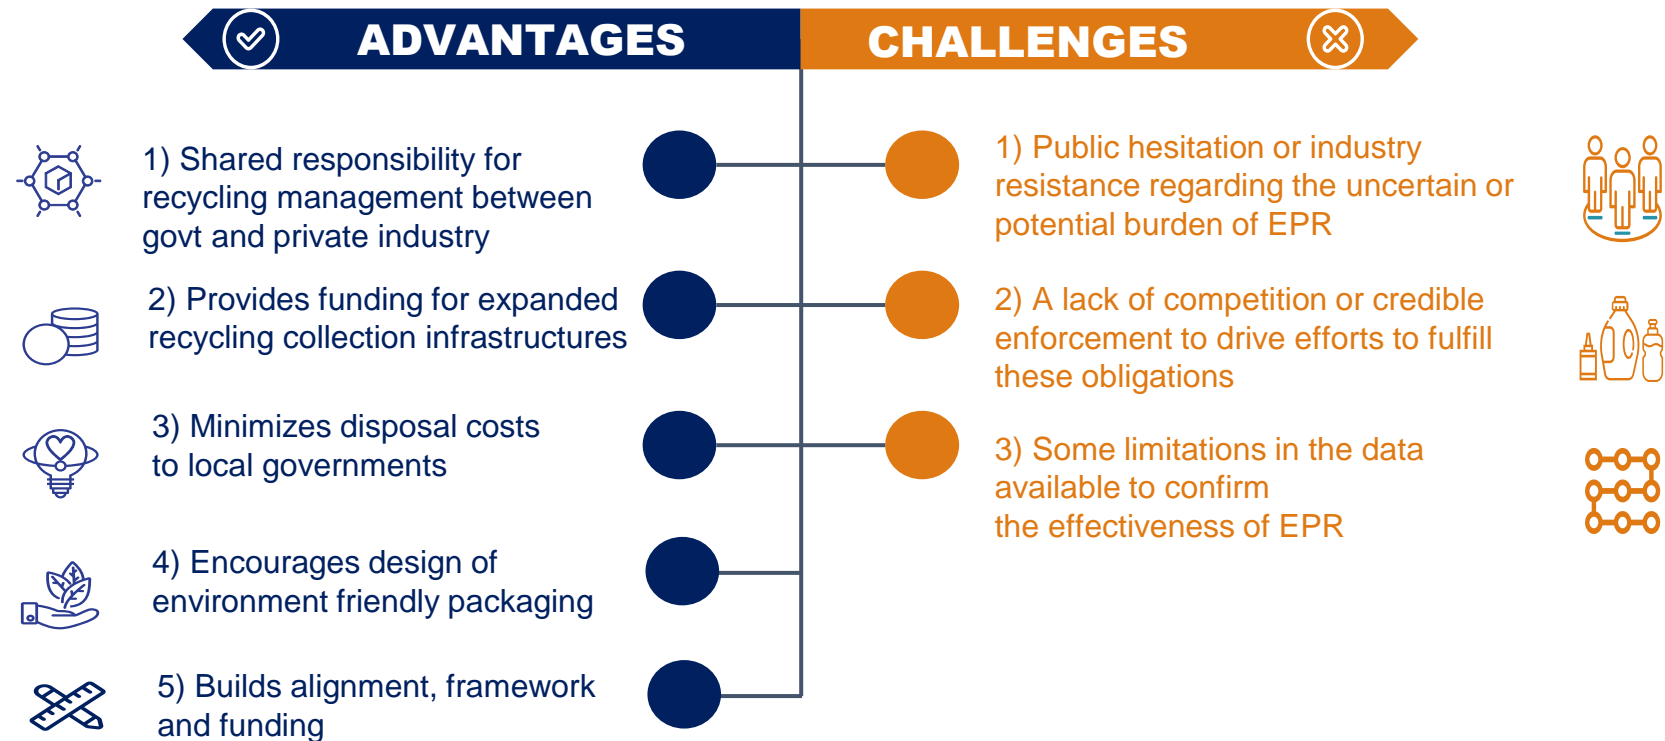 ADVANTAGES
CHALLENGES
1) Shared responsibility for
recycling management between
govt and private industry
2) Provides funding for expanded
recycling collection infrastructures
3) Minimizes disposal costs
to local governments
4) Encourages design of
environment friendly packaging
5) Builds alignment, framework
and funding
1) Public hesitation or industry
resistance regarding the uncertain or
potential burden of EPR
2) A lack of competition or credible
enforcement to drive efforts to fulfill
these obligations
3) Some limitations in the data
available to confirm
the effectiveness of EPR